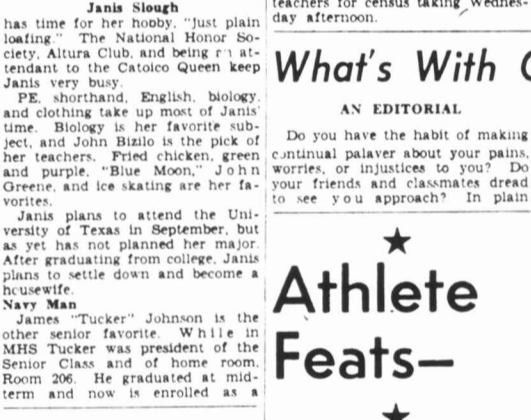 Janis Slough
has time for her hobby, "just plain
loafing." The National Honor So-
ciety, Altura Club, and being at-
tendant to the Catoico Queen keep
Janis very busy.
PE, shorthand, English, biology,
and clothing take up most of Janis'
time. Biology is her favorite sub-
ject, and John Bizilo is the pick of
her teachers. Fried chicken, green
and purple, "Blue Moon," John
Greene, and ice skating are her fa-
vorites.
Janis plans to attend the Uni-
versity of Texas in September, but
as yet has not planned her major.
After graduating from college, Janis
plans to settle down and become a
housewife.
Navy Man
James "Tucker" Johnson is the
other senior favorite. While in
MHS Tucker was president of the
Senior Class and of home room,
Room 206. He graduated at mid-
term and now is enrolled as a
teachers for census taking Wednes-
day afternoon.
What's With
AN EDITORIAL
Do you have the habit of making
continual palaver about your pains,
worries, or injustices to you? Do
your friends and classmates dread
to see you approach? In plain
Athlete
Feats—